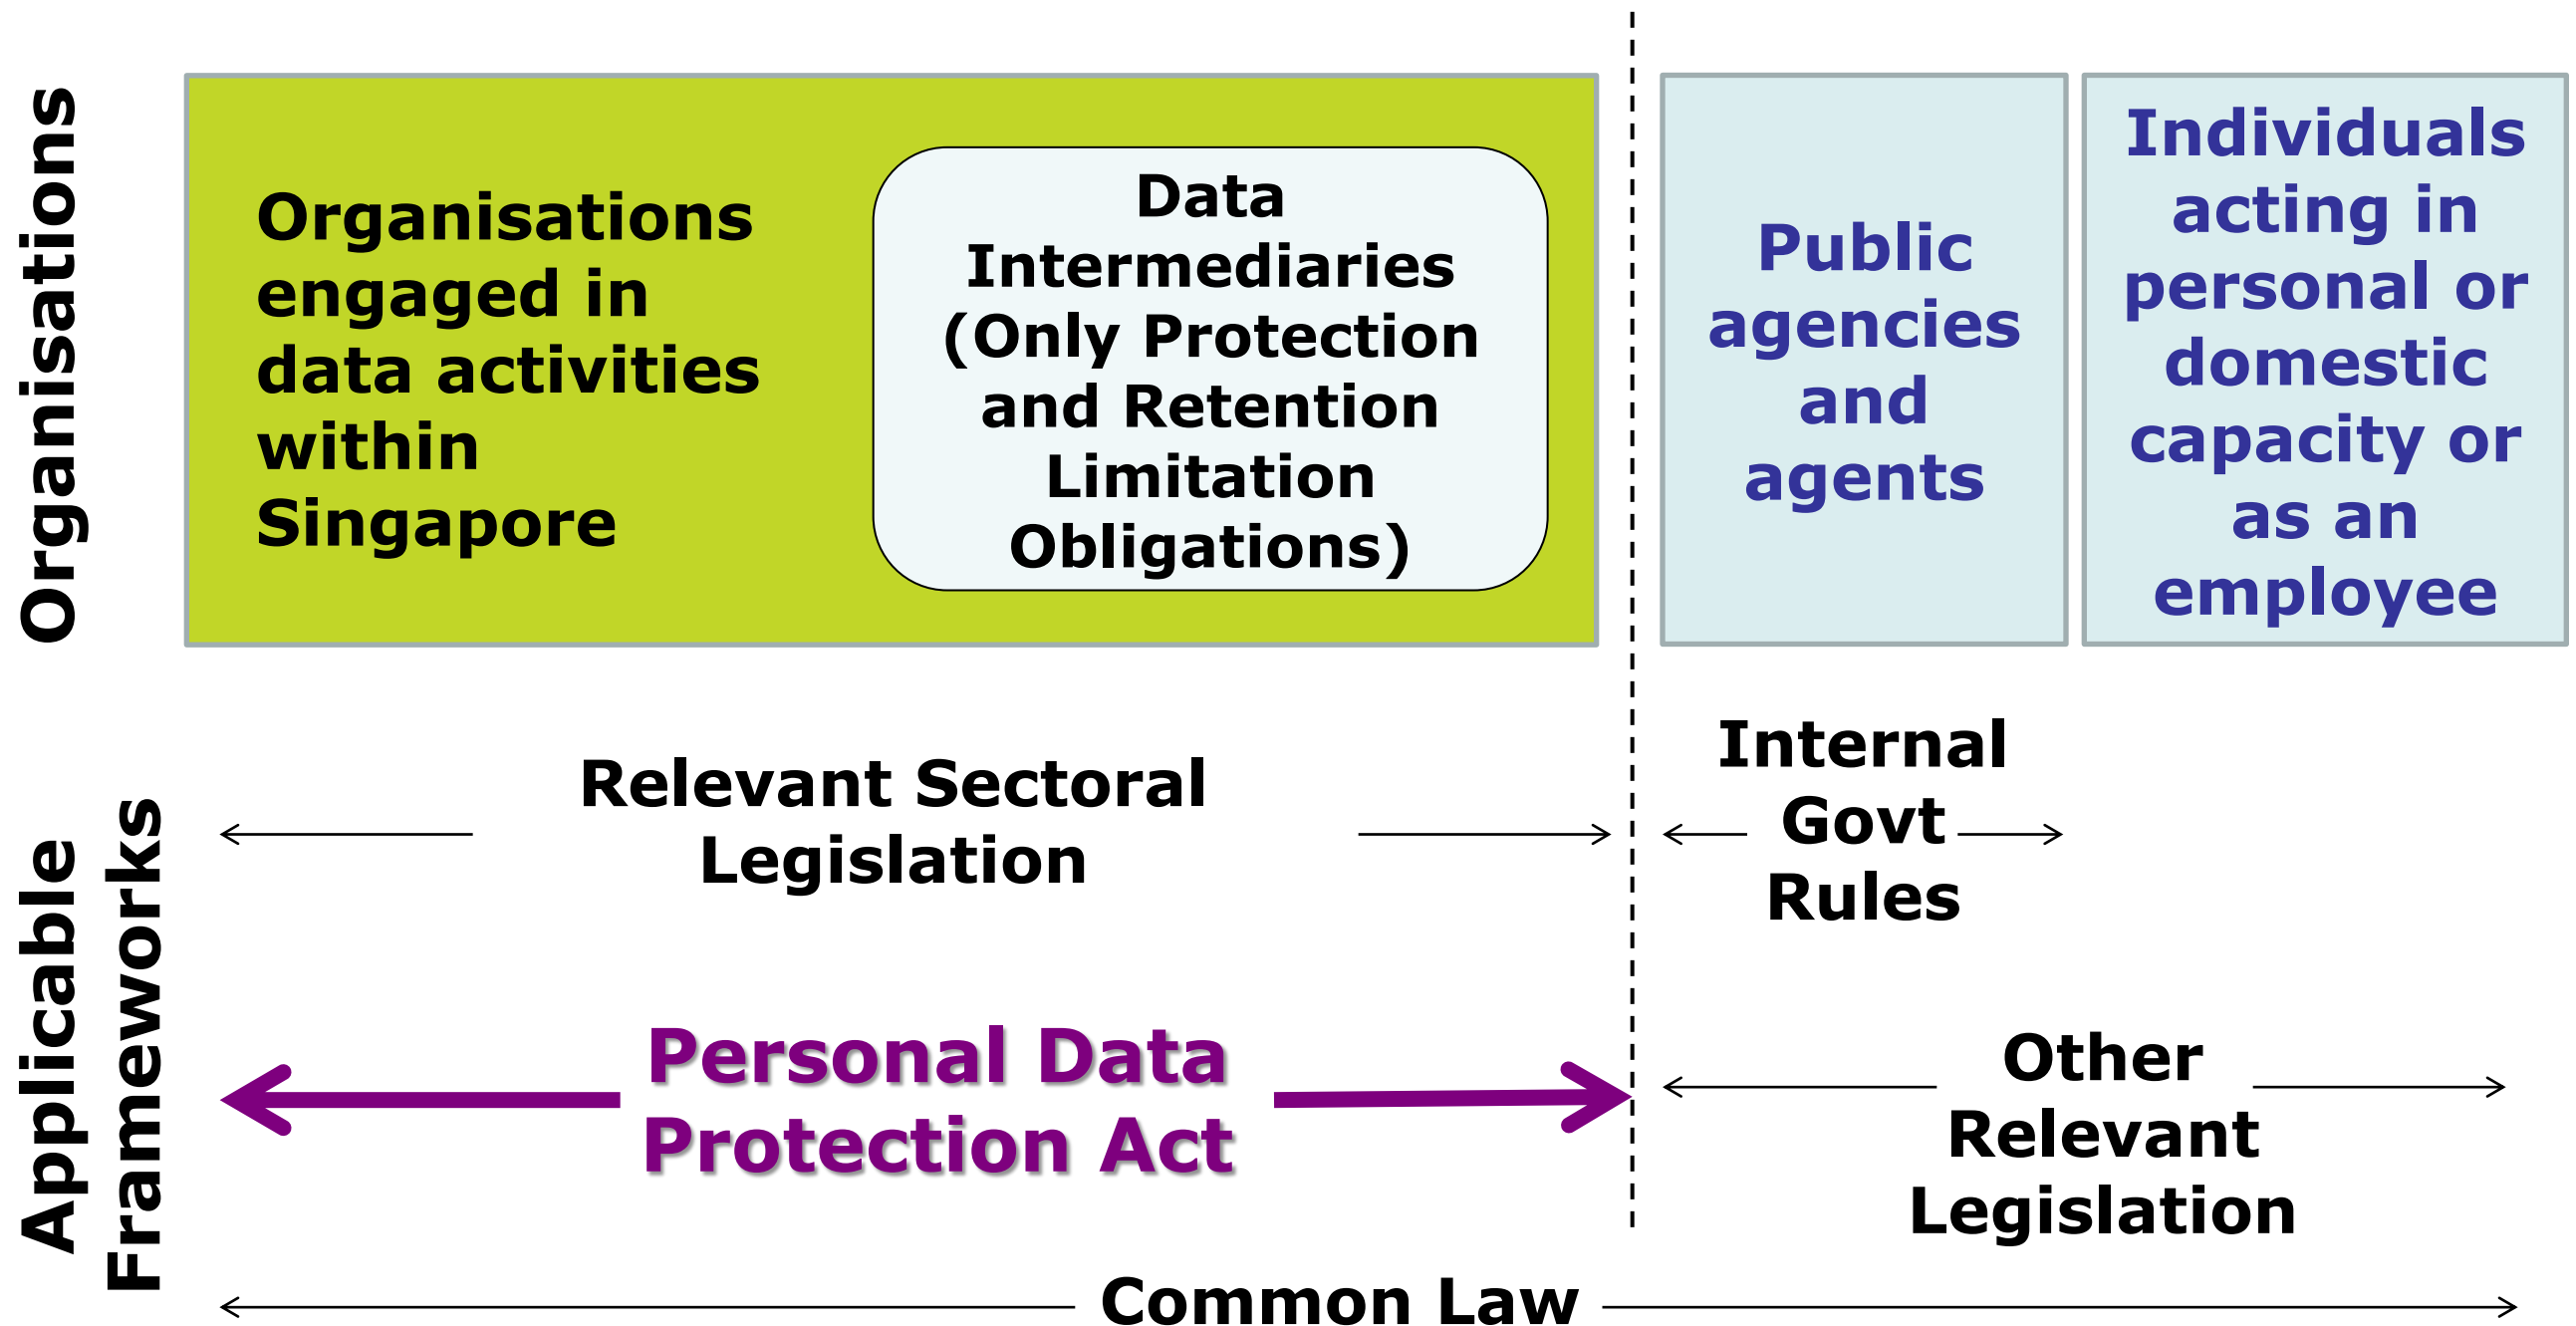 Organisations
Organisations
engaged in
data activities
within
Singapore
Data
Intermediaries
(Only Protection
and Retention
Limitation
Obligations)
Public
agencies
and
agents
Individuals
acting in
personal or
domestic
capacity or
as an
employee
Applicable
Frameworks
Relevant Sectoral
Legislation
Internal
Govt
Rules
Personal Data
Protection Act
Other
Relevant
Legislation
Common Law